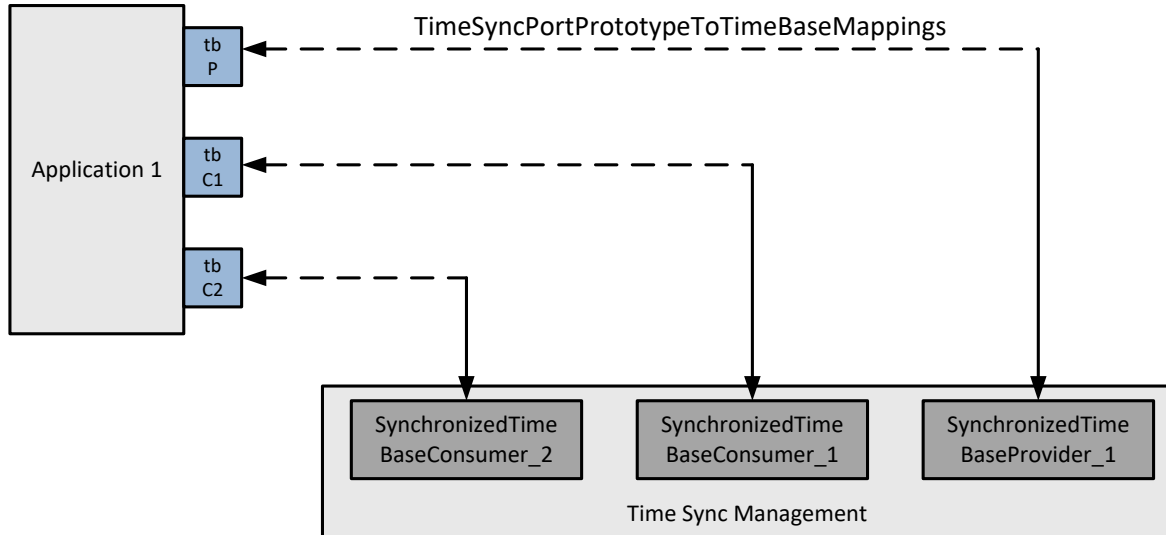 TimeSyncPortPrototypeToTimeBaseMappings
tb
P
Application 1
tb
C1
tb
C2
SynchronizedTime
BaseConsumer_2
SynchronizedTime
BaseConsumer_1
SynchronizedTime
BaseProvider_1
Time Sync Management